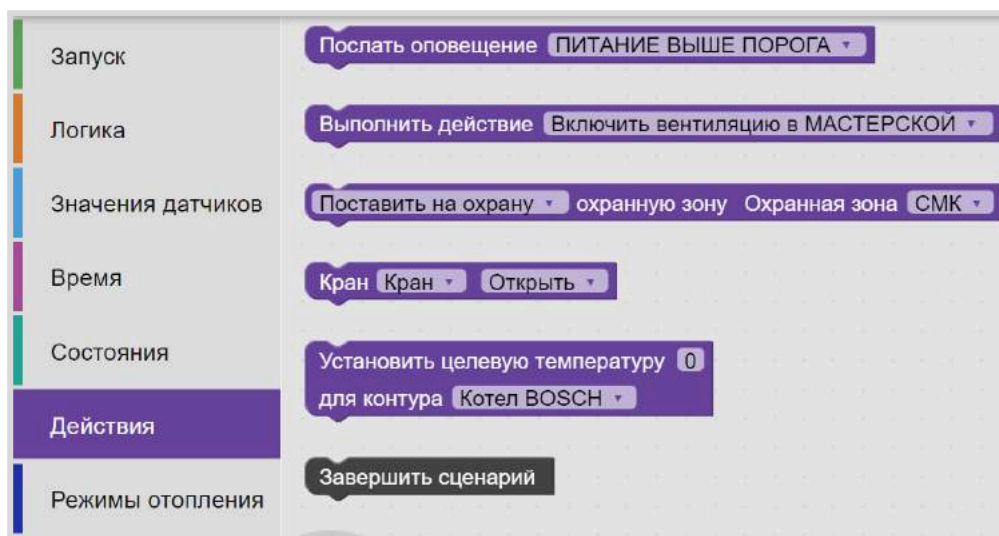 Запуск
Логика
Значения датчиков
Время
Состояния
Действия
Режимы отопления
Послать оповещение ПИТАНИЕ ВЫШЕ ПОРОГА
Выполнить действие Включить вентиляцию в МАСТЕРСКОЙ
Поставить на охрану охранную зону Охранная зона СМК
Кран Кран Открыть
Установить целевую температуру 0
для контура Котел BOSCH
Завершить сценарий